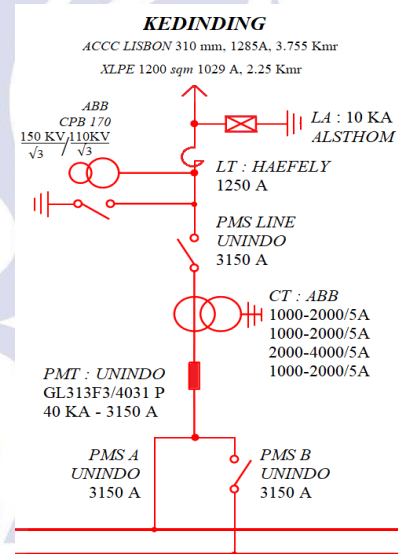 KEDINDING
ACCC LISBON 310 mm, 1285A, 3.755 Kmr
XLPE 1200 sqm 1029 A, 2.25 Kmr
ABB
CPB 170
150 KV/110KV
√3 √3
LA : 10 KA
ALSTHOM
LT : HAEFELY
1250 A
PMS LINE
UNINDO
3150 A
CT : ABB
1000-2000/5A
1000-2000/5A
2000-4000/5A
1000-2000/5A
PMT : UNINDO
GL313F3/4031 P
40 KA - 3150 A
PMS A
UNINDO
3150 A
PMS B
UNINDO
3150 A